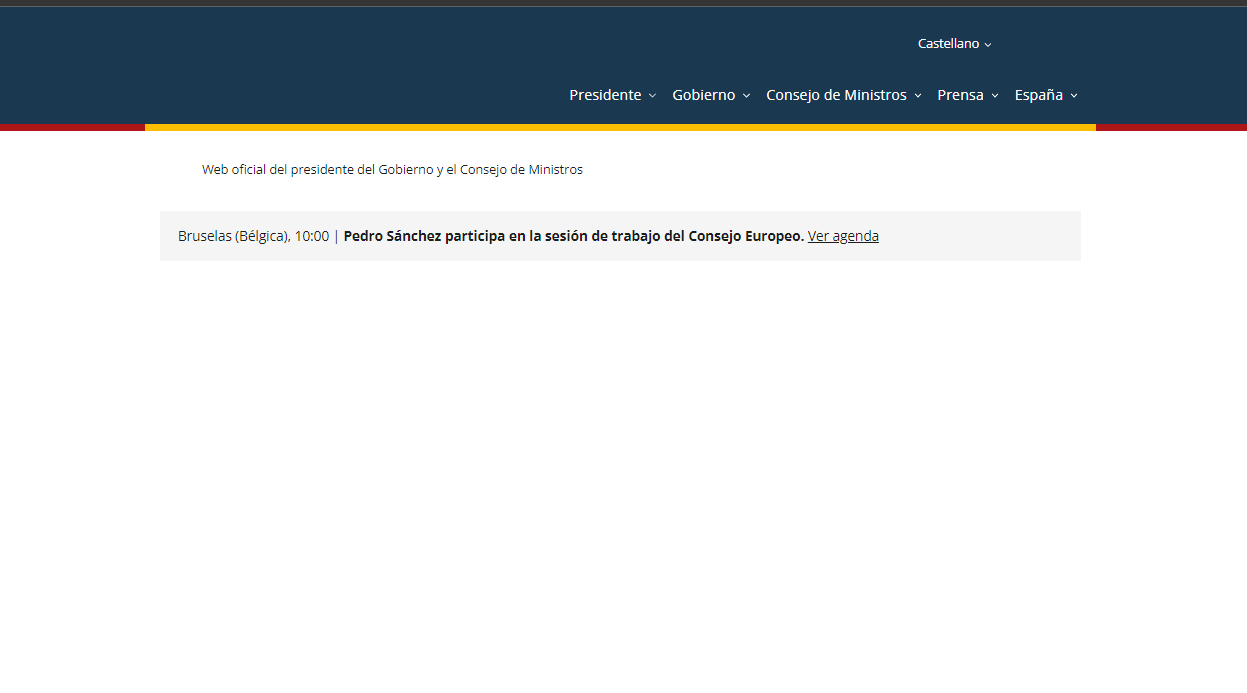 Castellano
Presidente Gobierno Consejo de Ministros Prensa España
Web oficial del presidente del Gobierno y el Consejo de Ministros
Bruselas (Bélgica), 10:00 | Pedro Sánchez participa en la sesión de trabajo del Consejo Europeo. Ver agenda